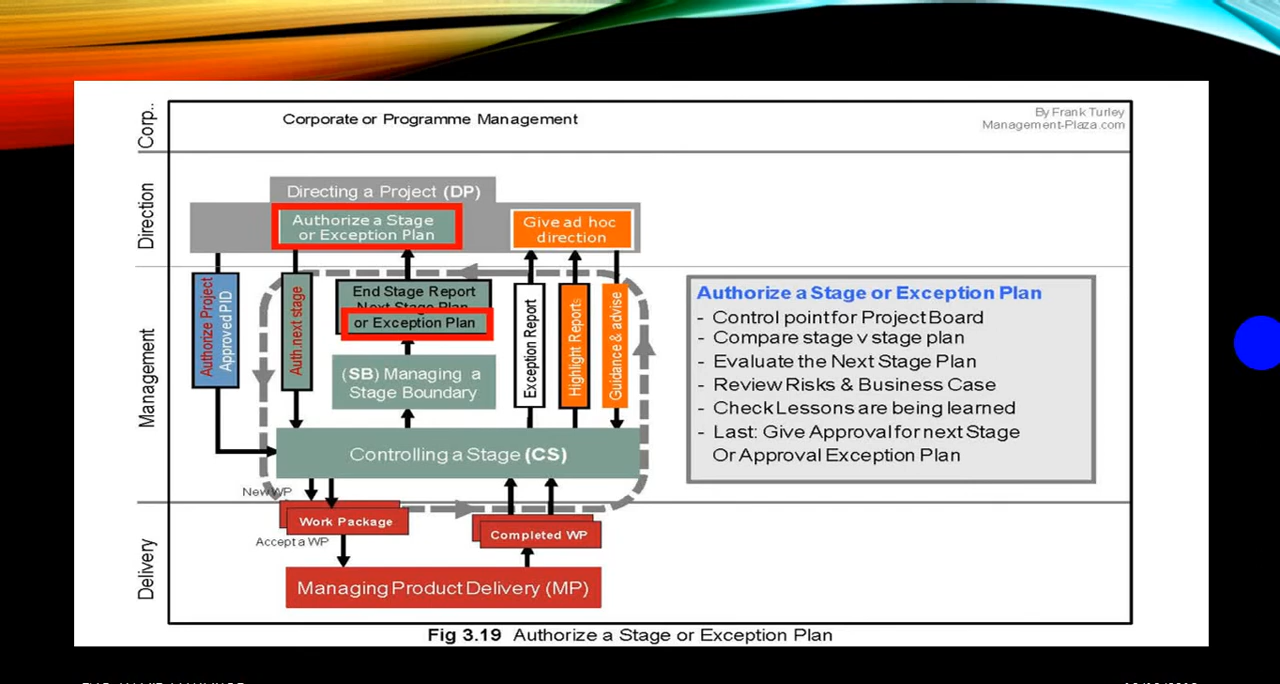 Corp..
Corporate or Programme Management
By Frank Turley
Management-Plaza.com
Direction
Directing a Project (DP)
Authorize a Stage
or Exception Plan
Give ad hoc
direction
Management
Authorize Project
Approved PID
Auth.next stage
End Stage Report
Next Stage Plan
or Exception Plan
Exception Report
Highlight Reports
Guidance & advise
(SB) Managing a
Stage Boundary
Controlling a Stage (CS)
Authorize a Stage or Exception Plan
- Control point for Project Board
- Compare stage v stage plan
- Evaluate the Next Stage Plan
- Review Risks & Business Case
- Check Lessons are being learned
- Last: Give Approval for next Stage
Or Approval Exception Plan
Delivery
New WP
Work Package
Accept a WP
Completed WP
Managing Product Delivery (MP)
Fig 3.19 Authorize a Stage or Exception Plan